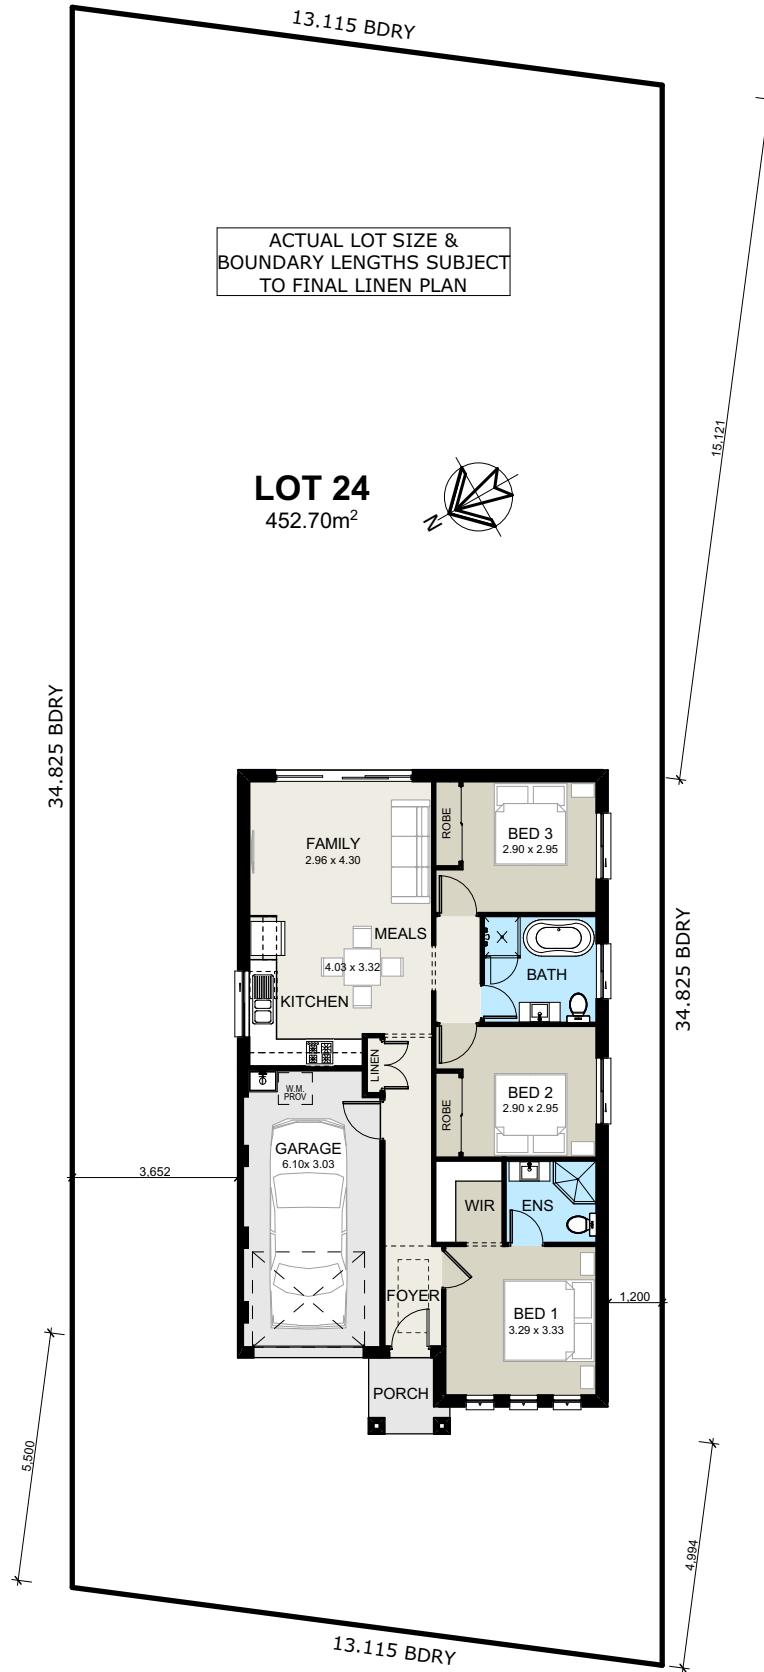 13.115 BDRY
ACTUAL LOT SIZE &
BOUNDARY LENGTHS SUBJECT
TO FINAL LINEN PLAN
15,121
LOT 24
452.70m²
N
34.825 BDRY
FAMILY
2.96 x 4.30
ROBE
BED 3
2.90 x 2.95
MEALS
4.03 x 3.32
KITCHEN
BATH
34.825 BDRY
LINEN
W.M.
PROV
ROBE
BED 2
2.90 x 2.95
GARAGE
6.10x 3.03
3,652
WIR
ENS
FOYER
BED 1
3.29 x 3.33
1,200
PORCH
5,500
4,994
13.115 BDRY